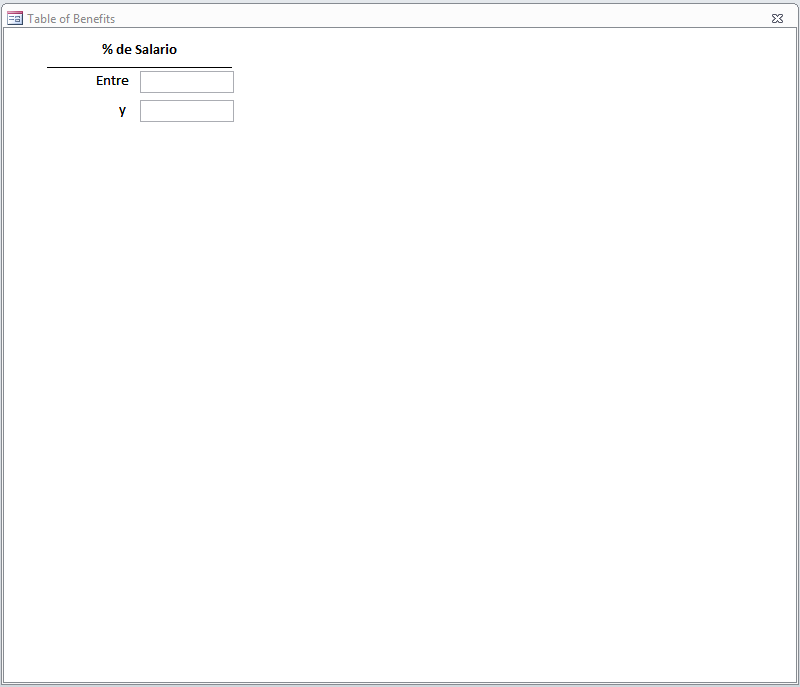 Table of Benefits
% de Salario
Entre
y